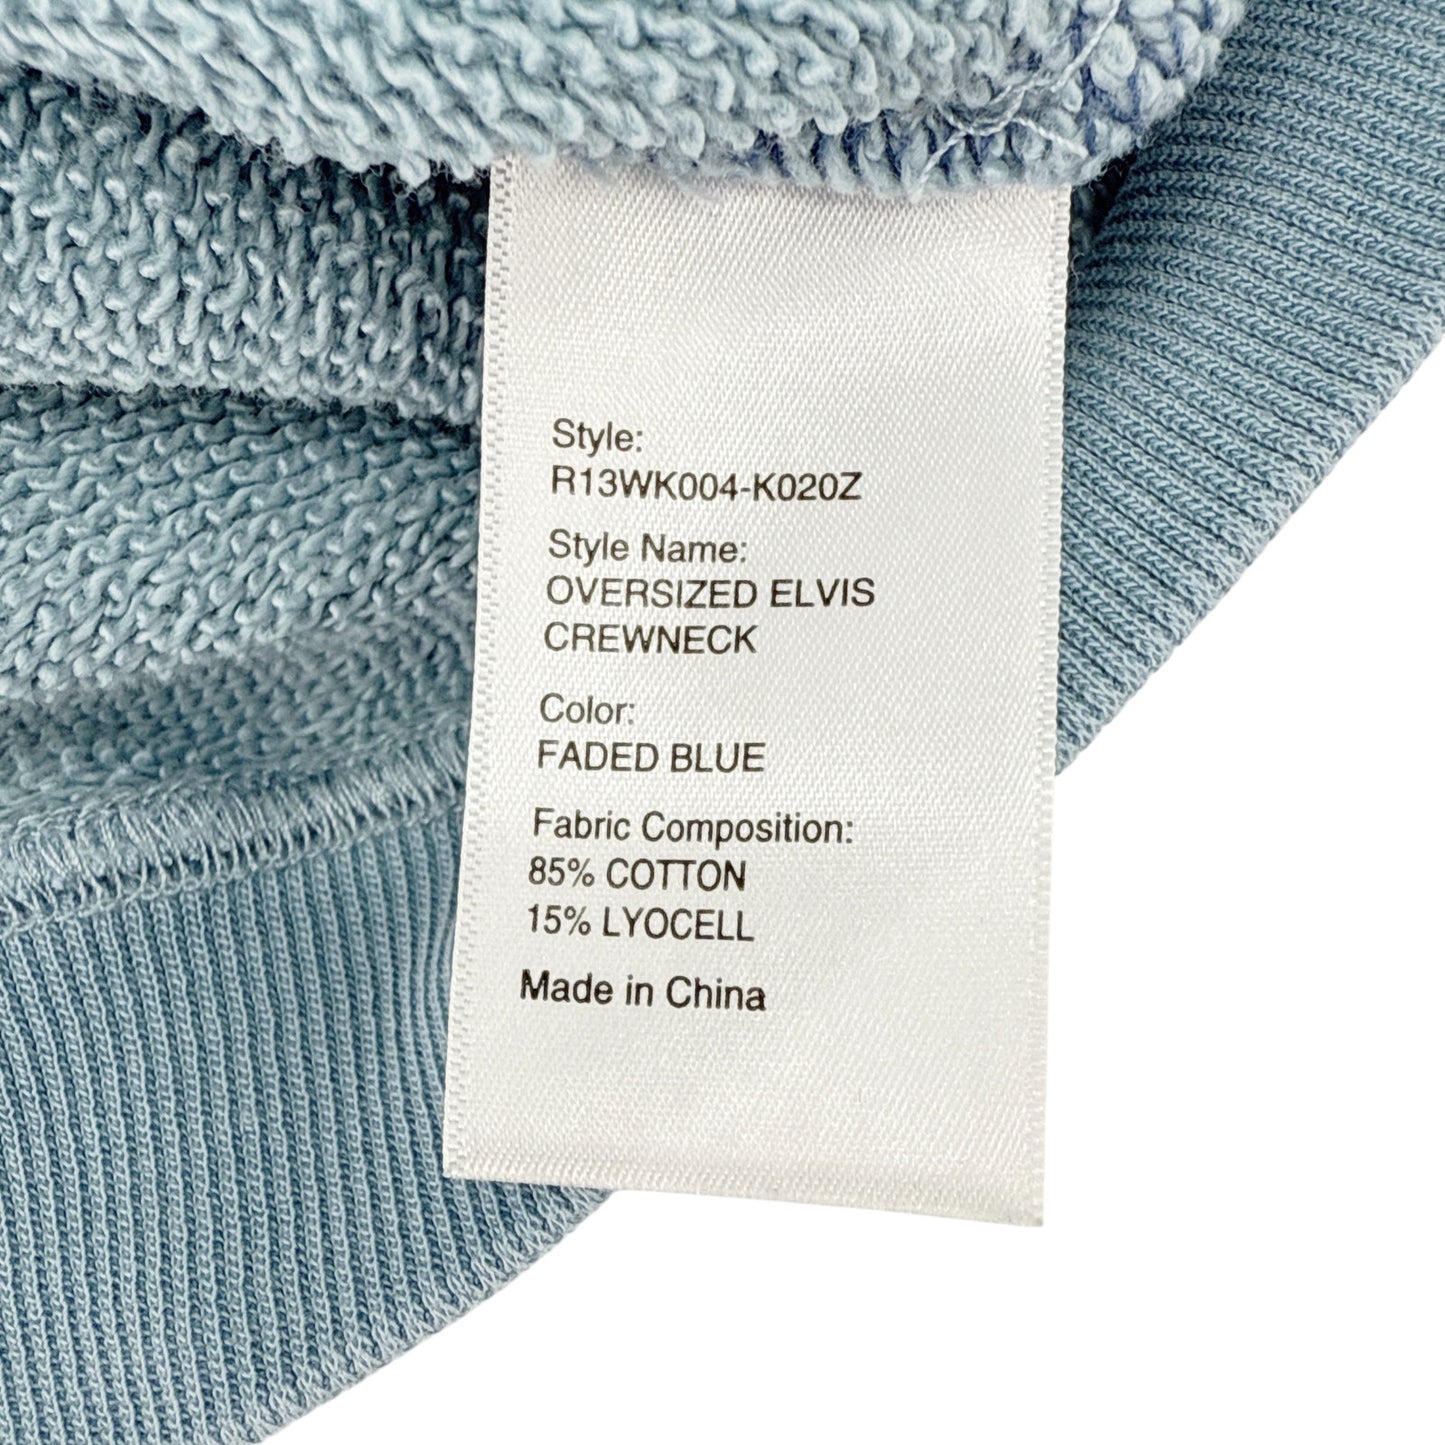 Style:
R13WK004-K020Z
Style Name:
OVERSIZED ELVIS
CREWNECK
Color:
FADED BLUE
Fabric Composition:
85% COTTON
15% LYOCELL
Made in China